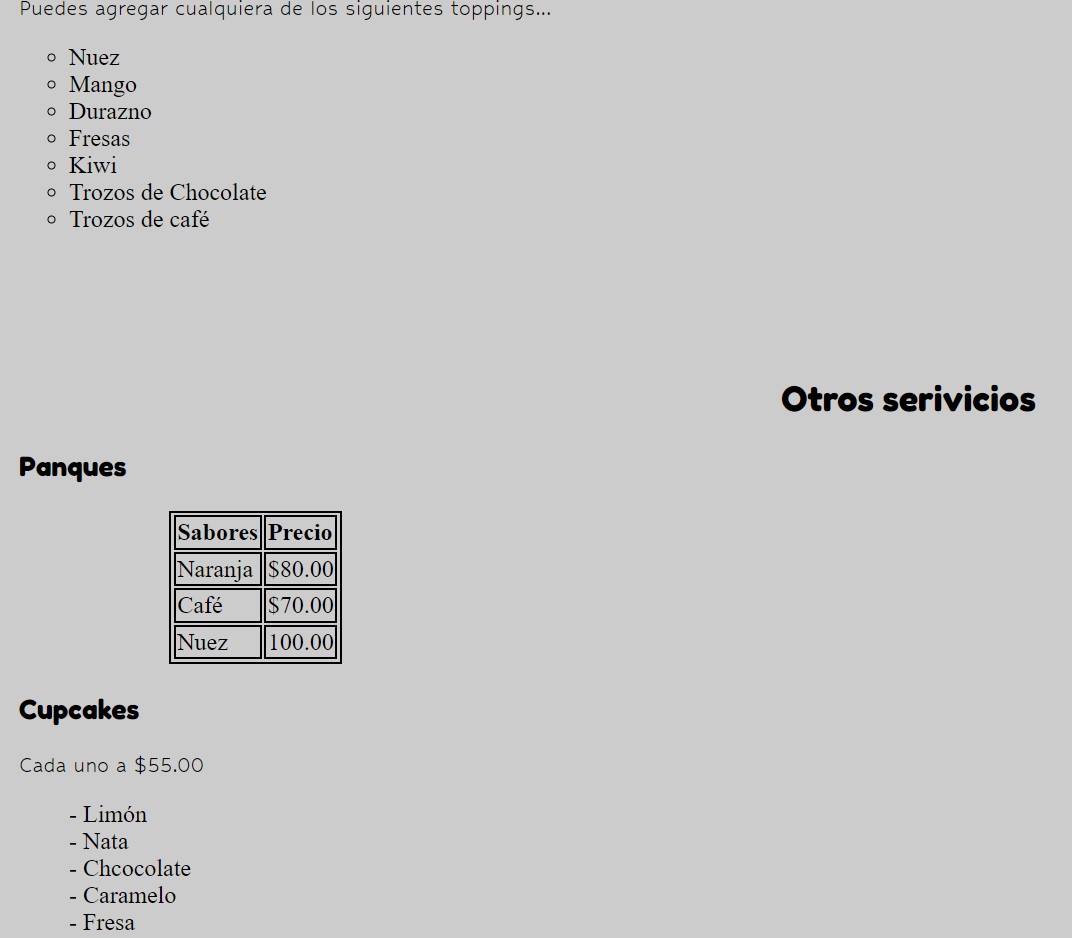 Puedes agregar cualquiera de los siguientes toppings...
Nuez
Mango
Durazno
Fresas
Kiwi
Trozos de Chocolate
Trozos de café
Otros serivicios
Panques
Sabores Precio
Naranja $80.00
Café $70.00
Nuez 100.00
Cupcakes
Cada uno a $55.00
- Limón
- Nata
- Chcocolate
- Caramelo
- Fresa